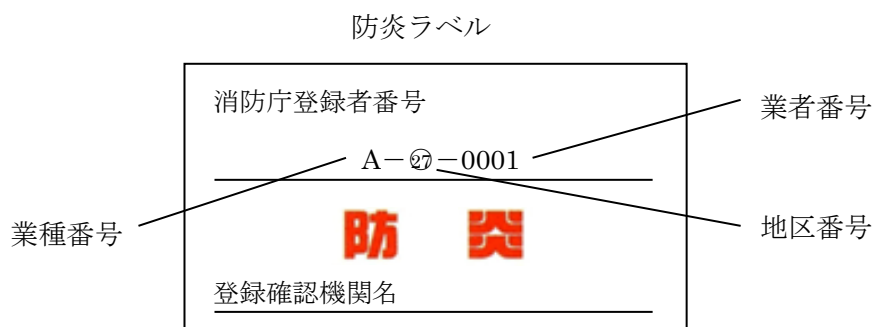 防炎ラベル
消防庁登録者番号
業者番号
A－㉗－0001
業種番号
防 炎
地区番号
登録確認機関名